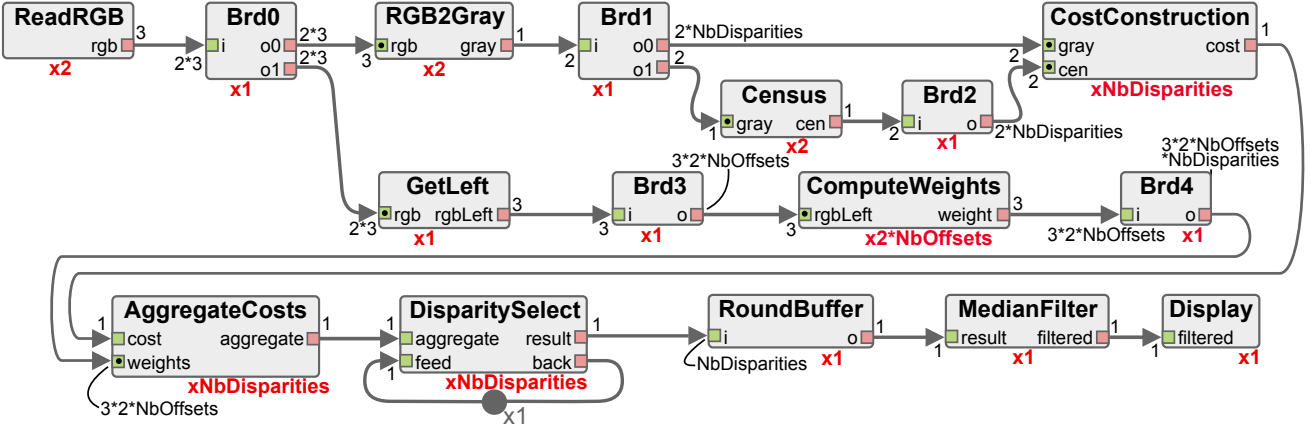 ReadRGB
rgb
3
x2
2*3
Brd0
i
o0
o1
2*3
2*3
x1
RGB2Gray
rgb
gray
3
1
x2
Brd1
i
o0
o1
2
2*NbDisparities
2
x1
Census
gray
cen
1
1
x2
Brd2
i
o
2
2*NbDisparities
x1
CostConstruction
gray
cost
cen
2
2
1
xNbDisparities
GetLeft
rgb
rgbLeft
2*3
3
x1
Brd3
i
o
3
3*2*NbOffsets
x1
ComputeWeights
rgbLeft
weight
3
3
x2*NbOffsets
Brd4
i
o
3*2*NbOffsets
3*2*NbOffsets
*NbDisparities
x1
AggregateCosts
cost
aggregate
weights
1
1
3*2*NbOffsets
xNbDisparities
DisparitySelect
aggregate
result
feed
back
1
1
1
1
xNbDisparities
x1
RoundBuffer
i
o
NbDisparities
1
x1
MedianFilter
result
filtered
1
1
x1
Display
filtered
1
x1